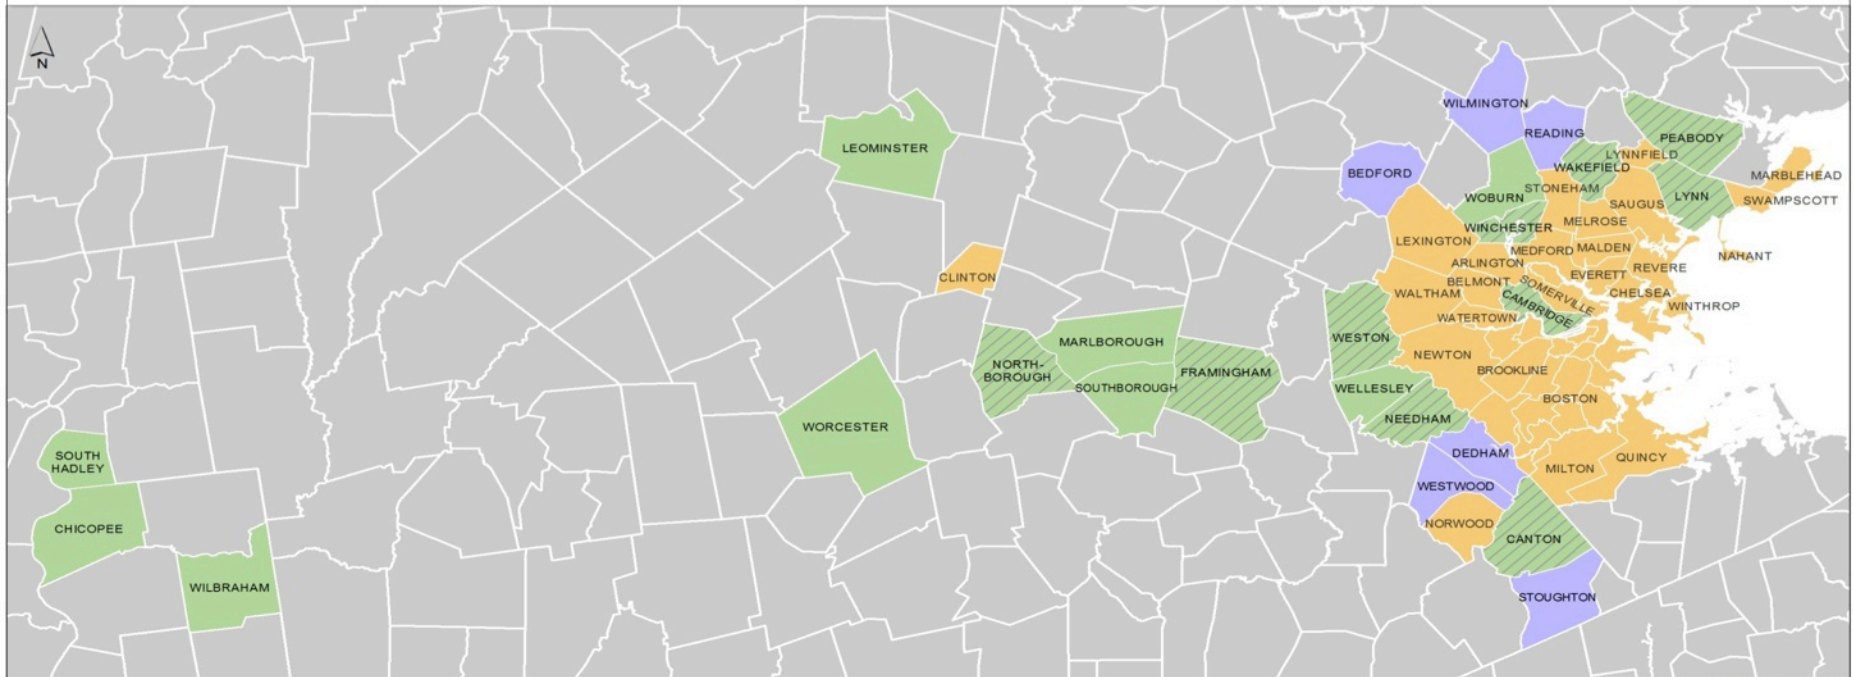 N
WILMINGTON
READING
PEABODY
LEOMINSTER
LYNNFIELD
WAKEFIELD
BEDFORD
MARBLEHEAD
STONEHAM
WOBURN
LYNN
SWAMPSCOTT
SAUGUS
MELROSE
WINCHESTER
LEXINGTON
MEDFORD
MALDEN
NAHANT
ARLINGTON
REVERE
EVERETT
CLINTON
BELMONT
SOMERVILLE
WALTHAM
CHELSEA
CAMBRIDGE
WINTHROP
WATERTOWN
WESTON
MARLBOROUGH
NEWTON
NORTH-
BOROUGH
FRAMINGHAM
BROOKLINE
SOUTHBOROUGH
WELLESLEY
BOSTON
NEEDHAM
WORCESTER
DEDHAM
SOUTH
HADLEY
QUINCY
MILTON
WESTWOOD
NORWOOD
CHICOPEE
CANTON
WILBRAHAM
STOUGHTON